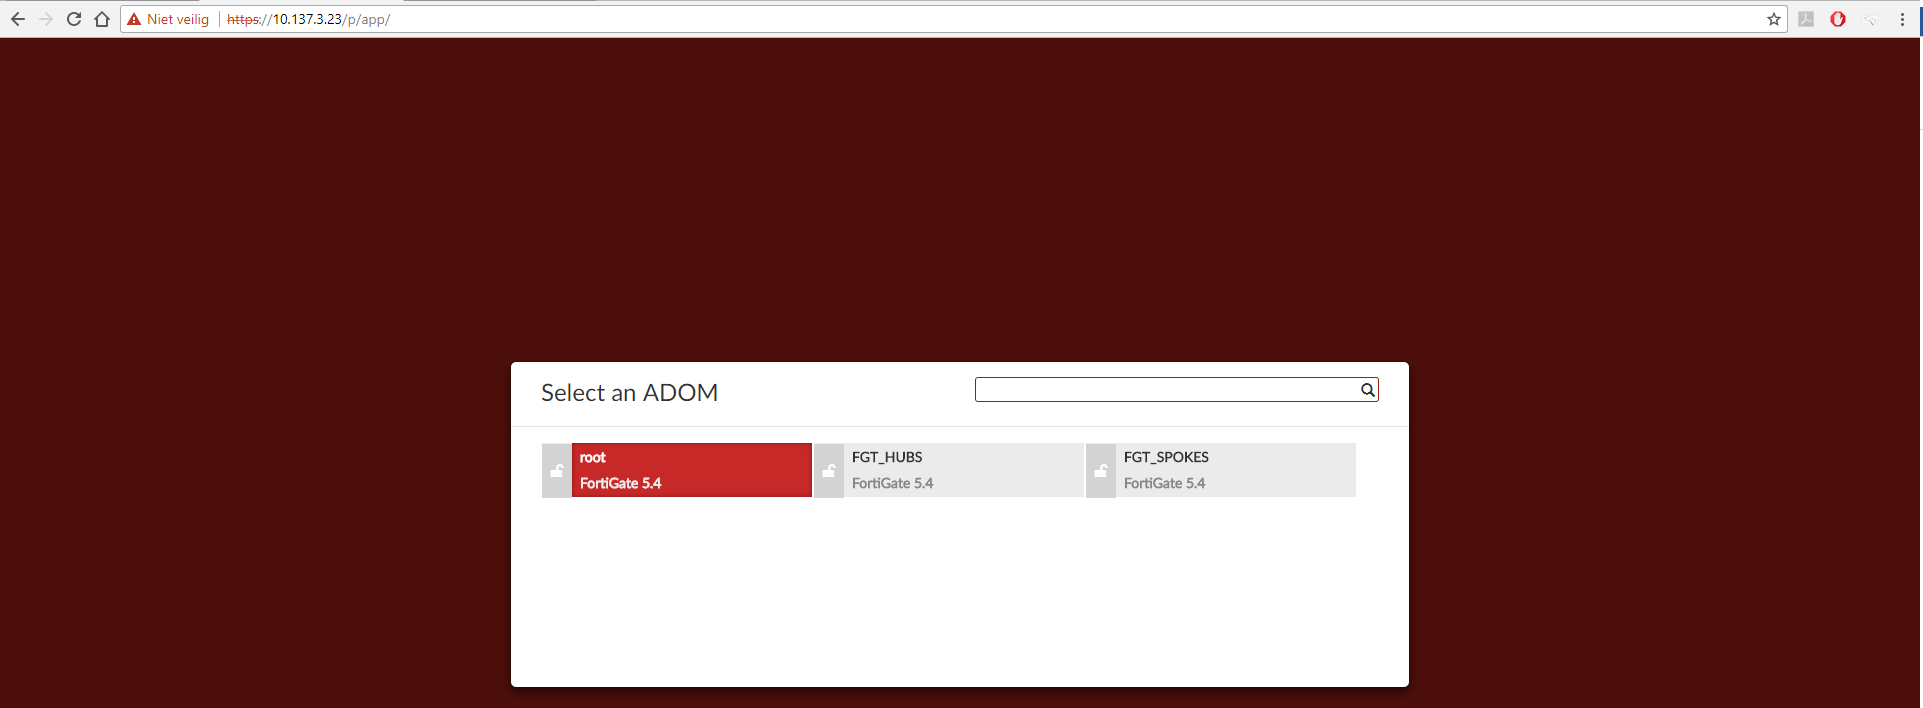 Niet veilig https://10.137.3.23/p/app/
Select an ADOM
root
FortiGate 5.4
FGT_HUBS
FortiGate 5.4
FGT_SPOKES
FortiGate 5.4